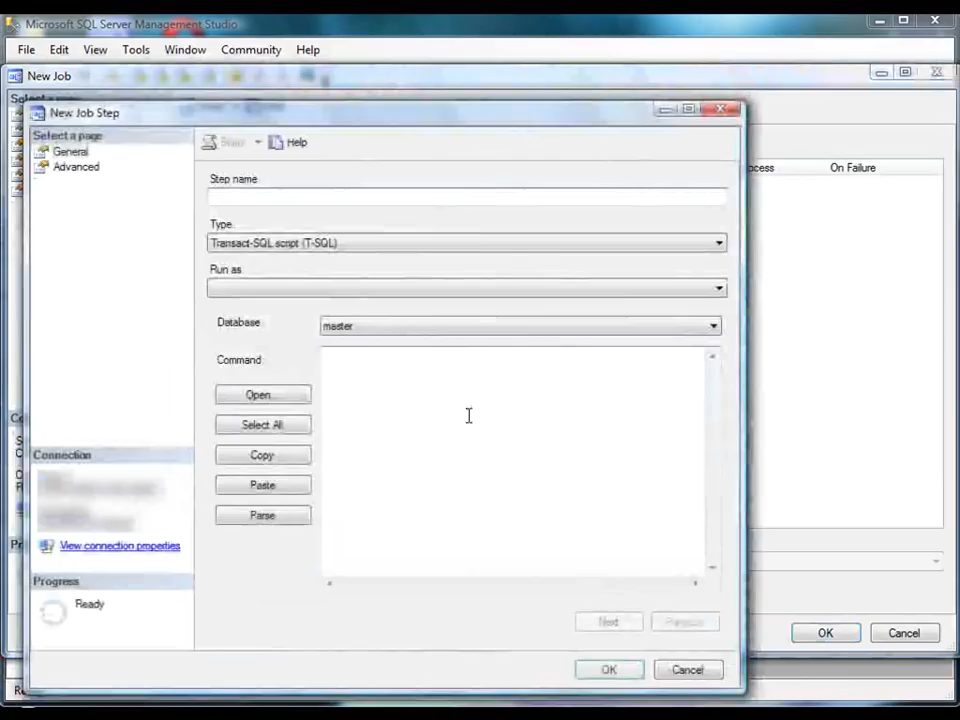 Microsoft SQL Server Management Studio
File Edit View Tools Window Community Help
New Job
New Job Step
Select a page
General
Advanced
Script
Help
Step name
Type
Transact-SQL script (T-SQL)
Run as
Database
master
Command
Open...
Select All
Copy
Paste
Parse
Connection
View connection properties
Progress
Ready
Next
Previous
OK
Cancel
On Failure
OK
Cancel